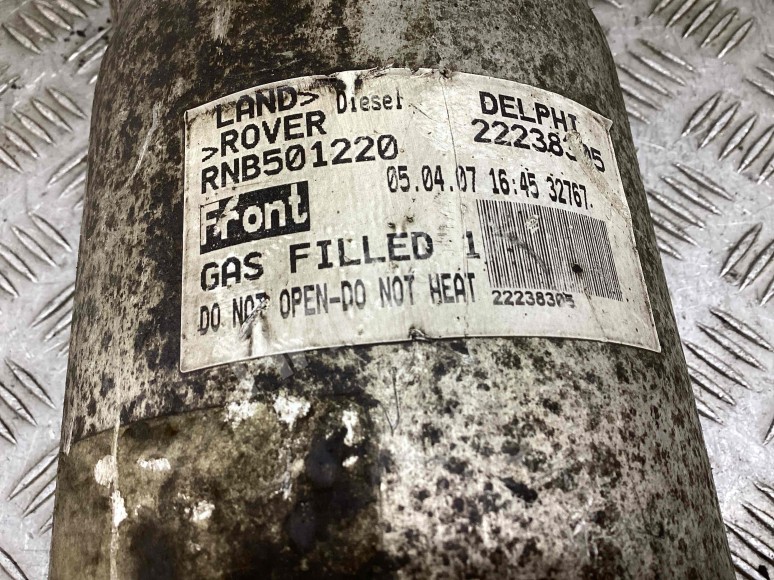 LAND> Diesel DELPHI
>ROVER 22238305
RNB501220
05.04.07 16:45 32767.
Front
GAS FILLED 1
DO NOT OPEN-DO NOT HEAT 22238305